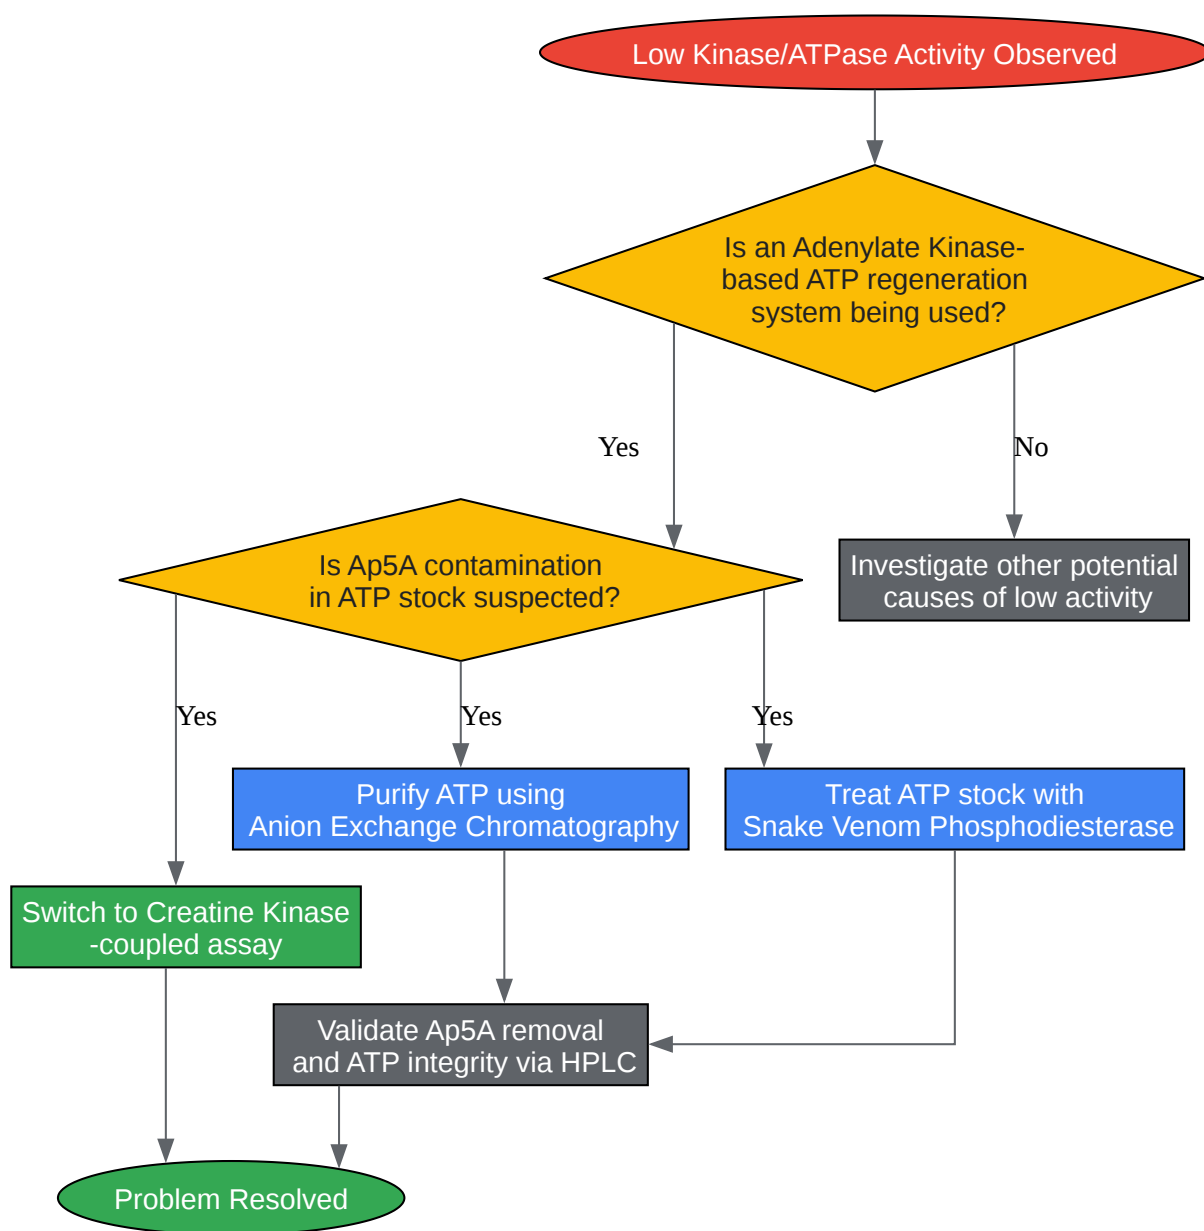 Low Kinase/ATPase Activity Observed
Is an Adenylate Kinase-
based ATP regeneration
system being used?
Yes
No
Is Ap5A contamination
in ATP stock suspected?
Investigate other potential
causes of low activity
Yes
Yes
Yes
Purify ATP using
Anion Exchange Chromatography
Treat ATP stock with
Snake Venom Phosphodiesterase
Switch to Creatine Kinase
-coupled assay
Validate Ap5A removal
and ATP integrity via HPLC
Problem Resolved